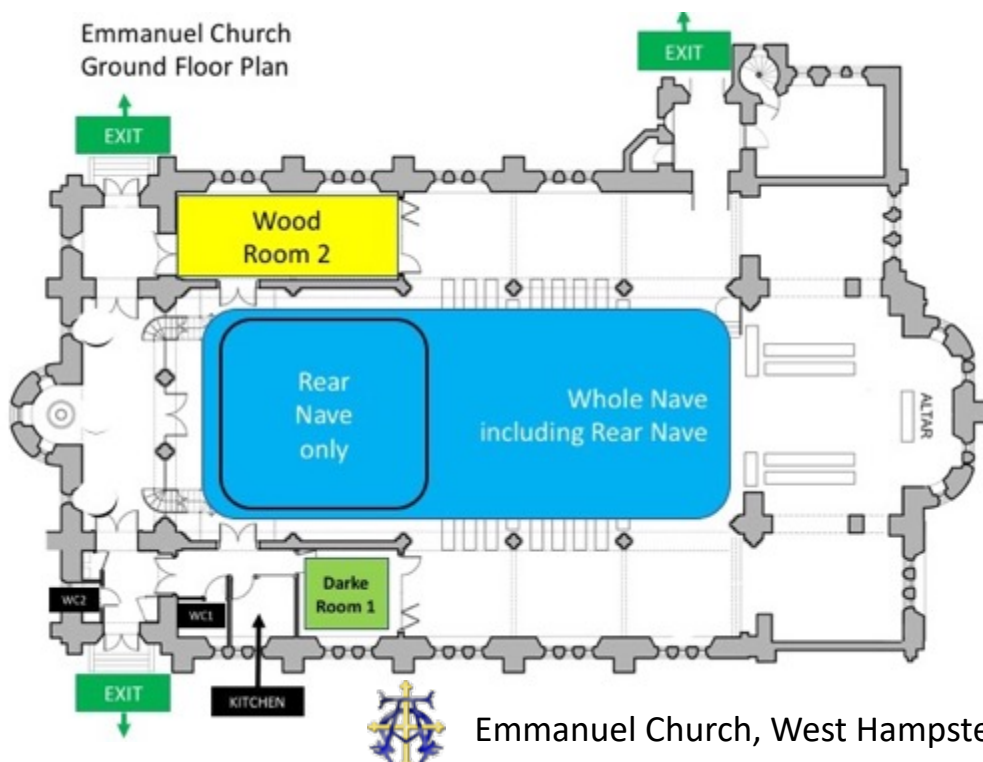 Emmanuel Church
Ground Floor Plan
EXIT
EXIT
Wood
Room 2
Rear
Nave
only
Whole Nave
including Rear Nave
ALTAR
Darke
Room 1
WC2
WC1
EXIT
KITCHEN
Emmanuel Church, West Hampste